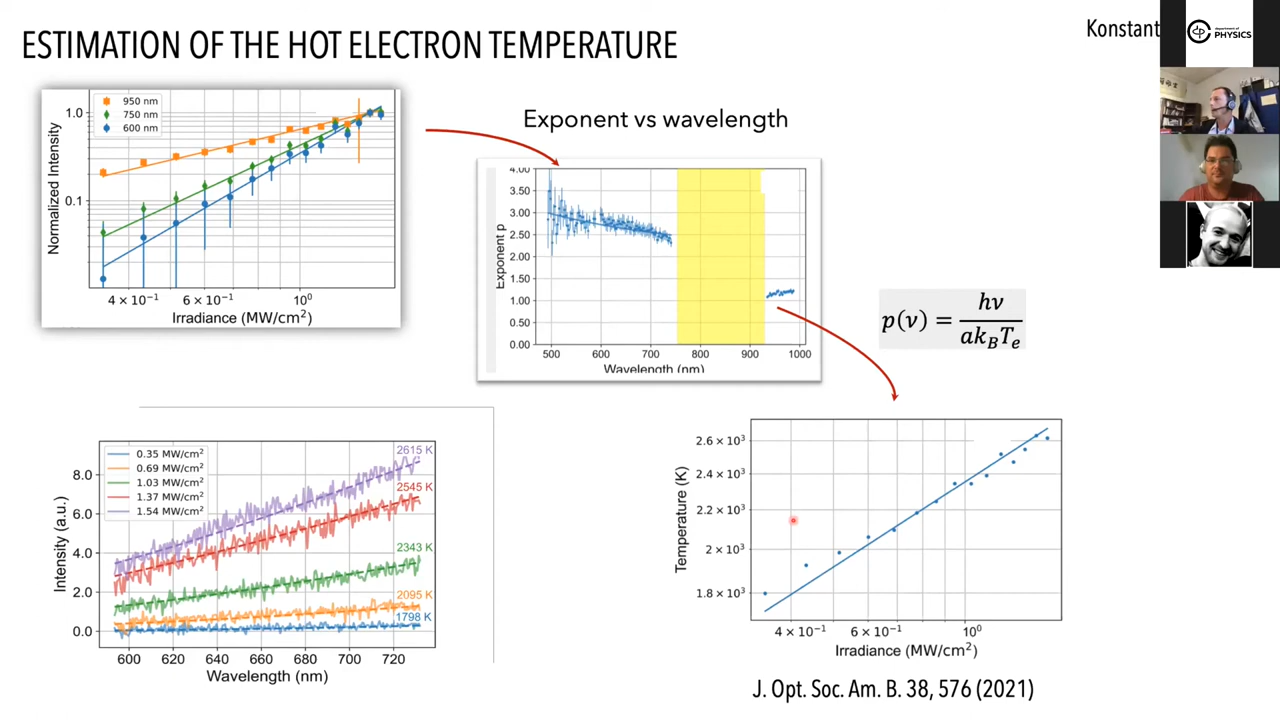 ESTIMATION OF THE HOT ELECTRON TEMPERATURE
Konstant
department of
PHYSICS
950 nm
750 nm
600 nm
1.0
0.1
Normalized Intensity
4 × 10⁻¹
6 × 10⁻¹
10⁰
Irradiance (MW/cm²)
Exponent vs wavelength
4.00
3.00
2.50
2.00
1.50
1.00
0.50
0.00
Exponent p
500
600
700
800
900
1000
Wavelength (nm)
p(ν) = hν / akBTe
0.35 MW/cm²
0.69 MW/cm²
1.03 MW/cm²
1.37 MW/cm²
1.54 MW/cm²
2615 K
2545 K
2343 K
2095 K
1798 K
8.0
6.0
4.0
2.0
0.0
Intensity (a.u.)
600
620
640
660
680
700
720
Wavelength (nm)
2.6 × 10³
2.4 × 10³
2.2 × 10³
2 × 10³
1.8 × 10³
Temperature (K)
4 × 10⁻¹
6 × 10⁻¹
10⁰
Irradiance (MW/cm²)
J. Opt. Soc. Am. B. 38, 576 (2021)